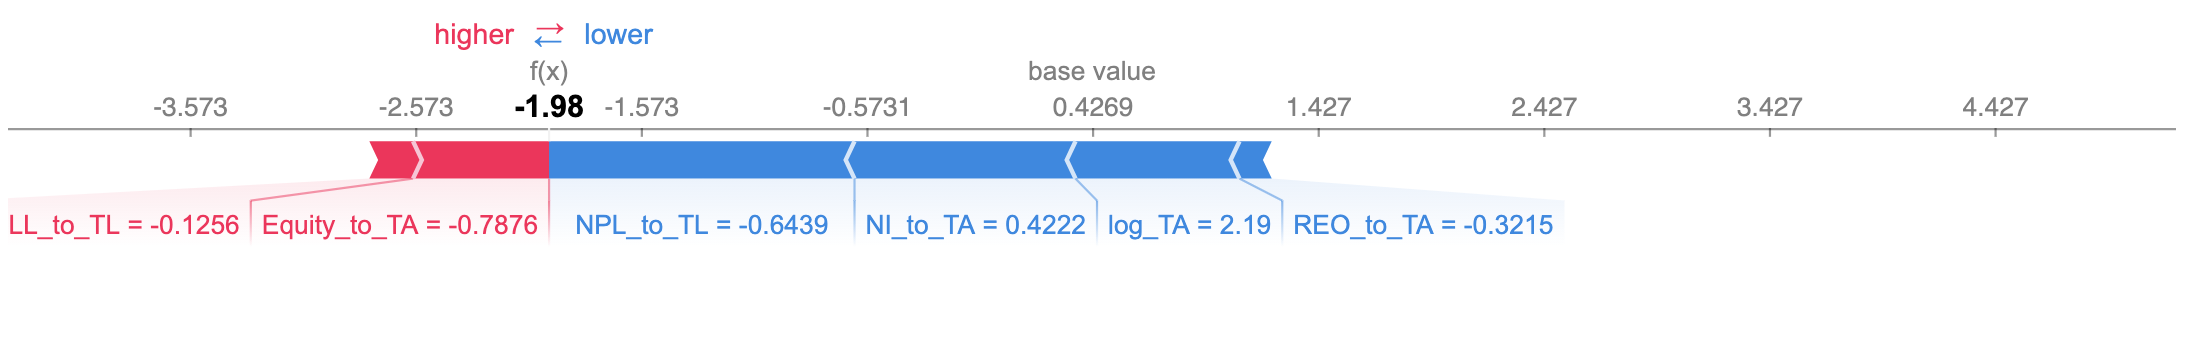 higher ⇄ lower
f(x) base value
-3.573 -2.573 -1.98 -1.573 -0.5731 0.4269 1.427 2.427 3.427 4.427
LL_to_TL = -0.1256 Equity_to_TA = -0.7876 NPL_to_TL = -0.6439 NI_to_TA = 0.4222 log_TA = 2.19 REO_to_TA = -0.3215